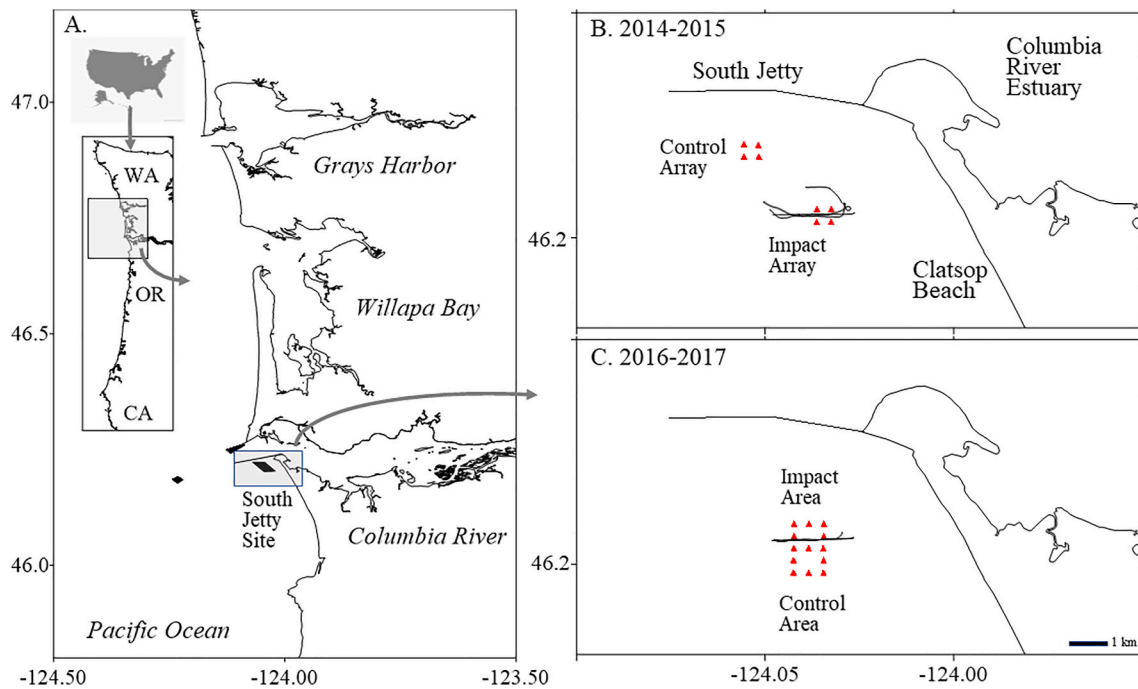 A.
47.0
46.5
46.0
-124.50
-124.00
-123.50
WA
OR
CA
Grays Harbor
Willapa Bay
South
Jetty
Site
Columbia River
Pacific Ocean
B. 2014-2015
South Jetty
Columbia
River
Estuary
Control
Array
Impact
Array
Clatsop
Beach
46.2
C. 2016-2017
Impact
Area
Control
Area
46.2
1 km
-124.05
-124.00